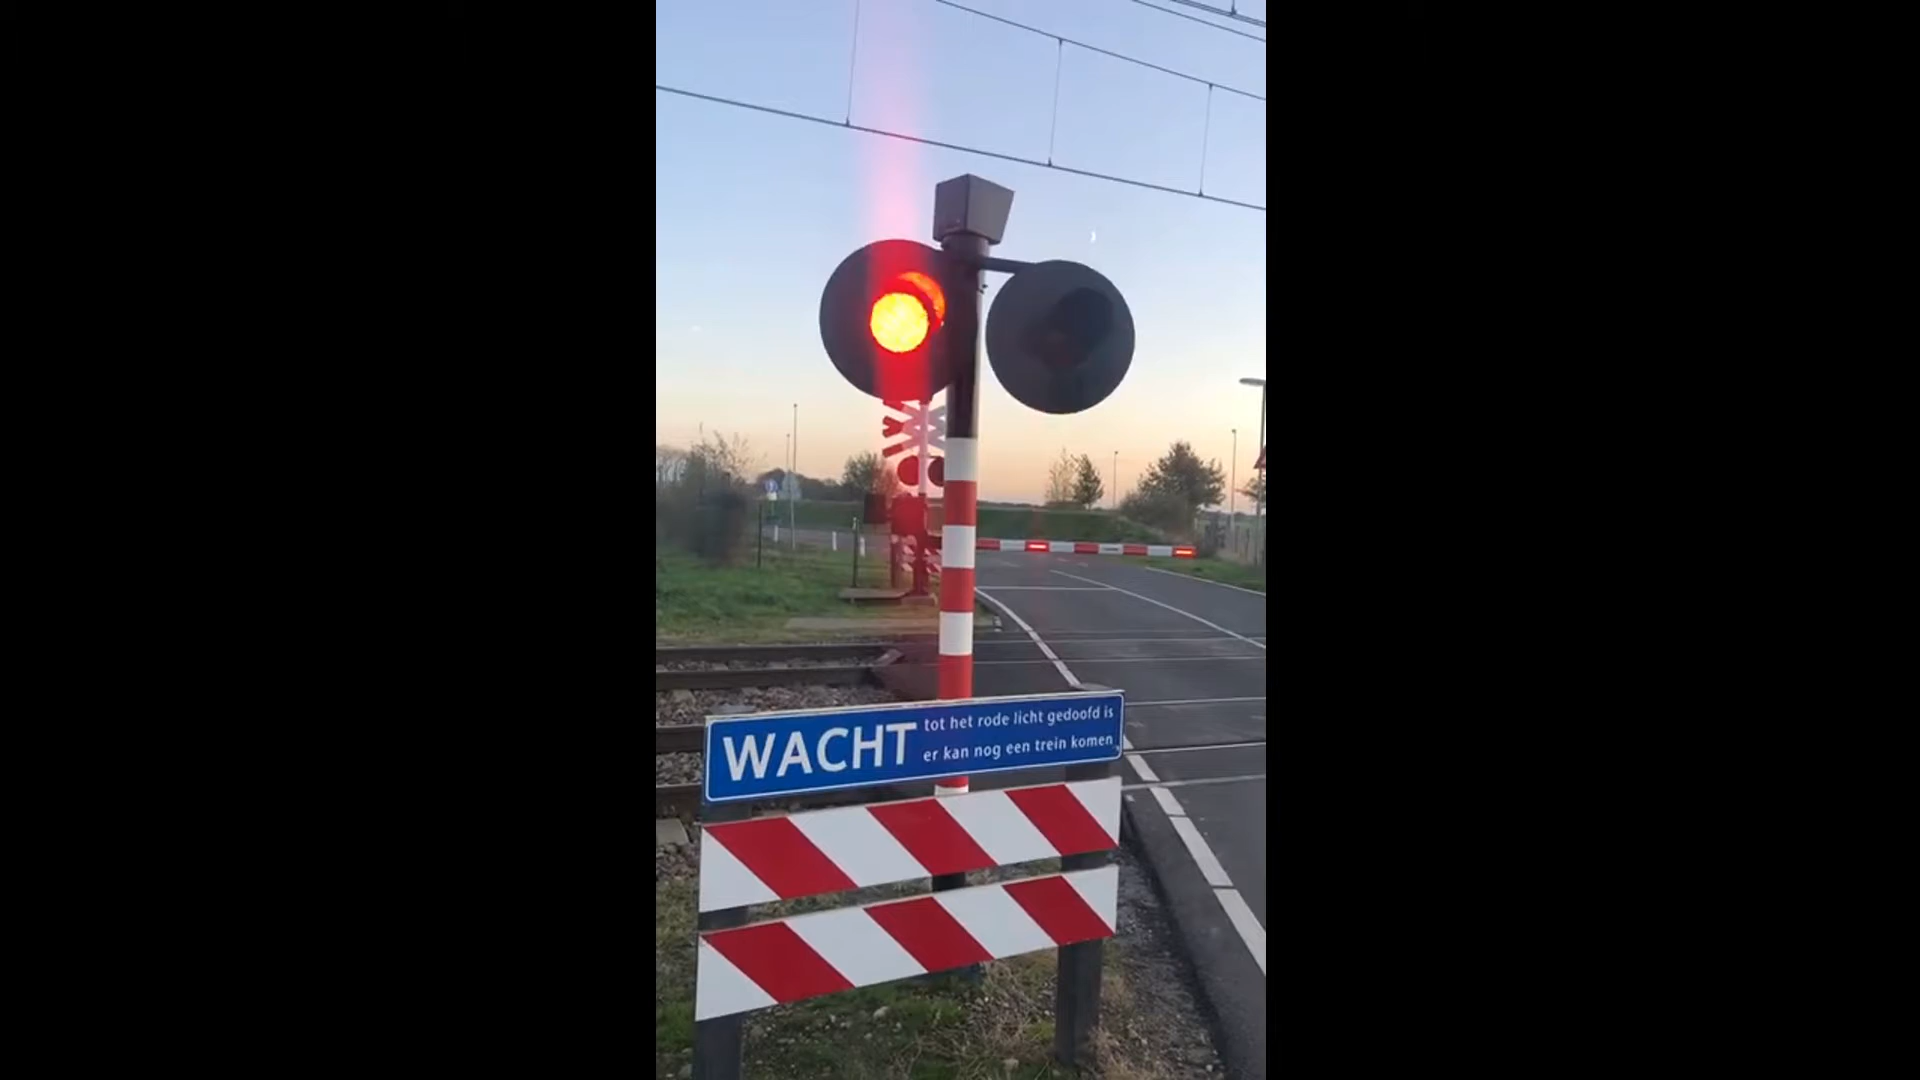 WACHT tot het rode licht gedoofd is
er kan nog een trein komen